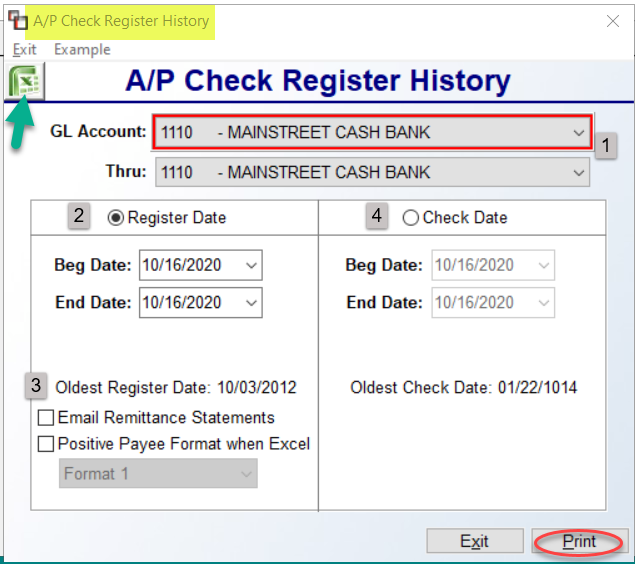 A/P Check Register History
Exit Example
A/P Check Register History
GL Account: 1110 - MAINSTREET CASH BANK
1
Thru: 1110 - MAINSTREET CASH BANK
2 Register Date
4 Check Date
Beg Date: 10/16/2020
Beg Date: 10/16/2020
End Date: 10/16/2020
End Date: 10/16/2020
3 Oldest Register Date: 10/03/2012
Oldest Check Date: 01/22/1014
Email Remittance Statements
Positive Payee Format when Excel
Format 1
Exit
Print